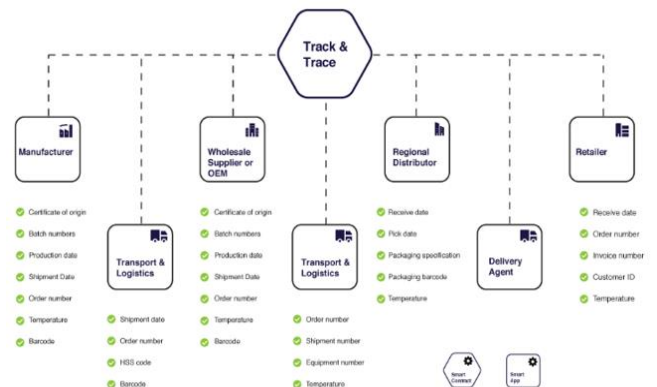 Track &
Trace
Manufacturer
Wholesale
Supplier or
OEM
Regional
Distributor
Retailer
Certificate of origin
Batch numbers
Production date
Shipment Date
Order number
Temperature
Barcode
Transport &
Logistics
Shipment date
Order number
HSS code
Barcode
Certificate of origin
Batch numbers
Production date
Shipment Date
Order number
Temperature
Barcode
Transport &
Logistics
Order number
Shipment number
Equipment number
Temperature
Receive date
Pick date
Packaging specification
Packaging barcode
Temperature
Delivery
Agent
Receive date
Order number
Invoice number
Customer ID
Temperature
Smart
Contract
Smart
App